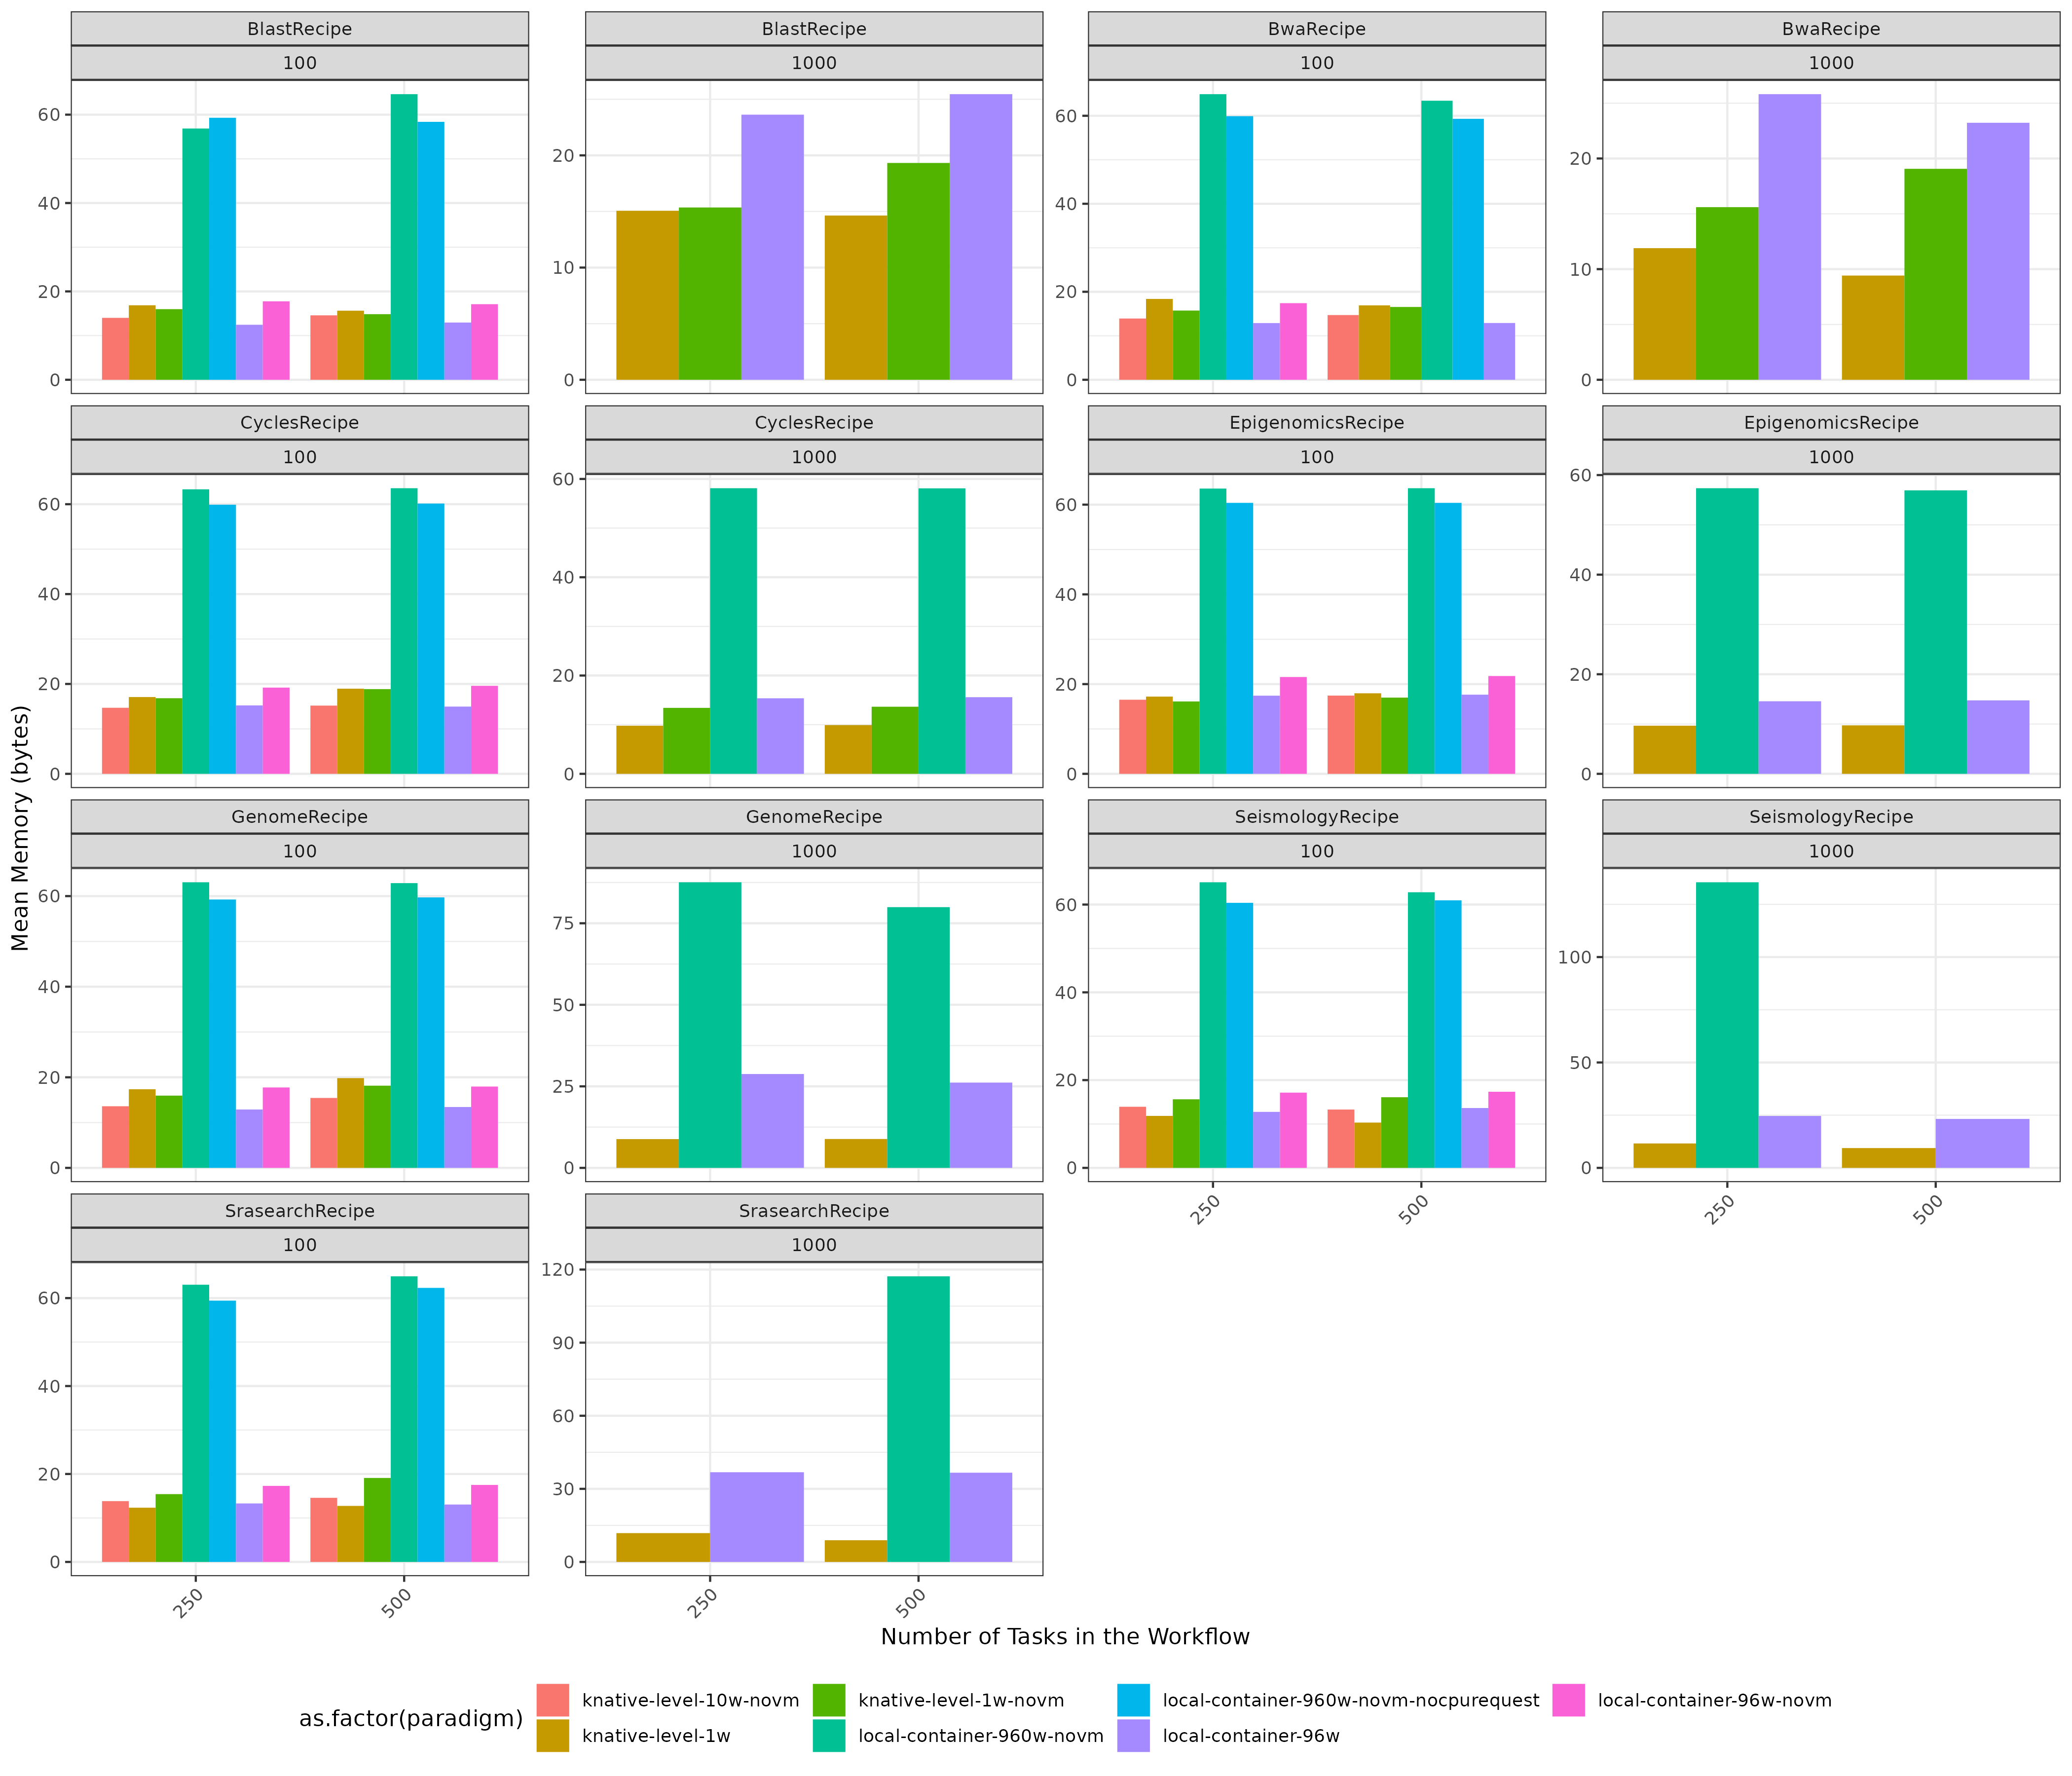 BlastRecipe BlastRecipe BwaRecipe BwaRecipe
100 1000 100 1000
60 20 60 20
40 10 40 10
20 0 20 0
0 0
CyclesRecipe CyclesRecipe EpigenomicsRecipe EpigenomicsRecipe
100 1000 100 1000
60 60 60 60
40 40 40 40
20 20 20 20
0 0 0 0
Mean Memory (bytes)
GenomeRecipe GenomeRecipe SeismologyRecipe SeismologyRecipe
100 1000 100 1000
60 75 60 100
40 50 40 50
20 25 20 0
0 0 0
250 500 250 500
SrasearchRecipe SrasearchRecipe
100 1000
60 120
40 90
20 60
0 30
0
250 500 250 500
Number of Tasks in the Workflow
as.factor(paradigm)
knative-level-10w-novm knative-level-1w-novm local-container-960w-novm-nocpurequest local-container-96w-novm
knative-level-1w local-container-960w-novm local-container-96w